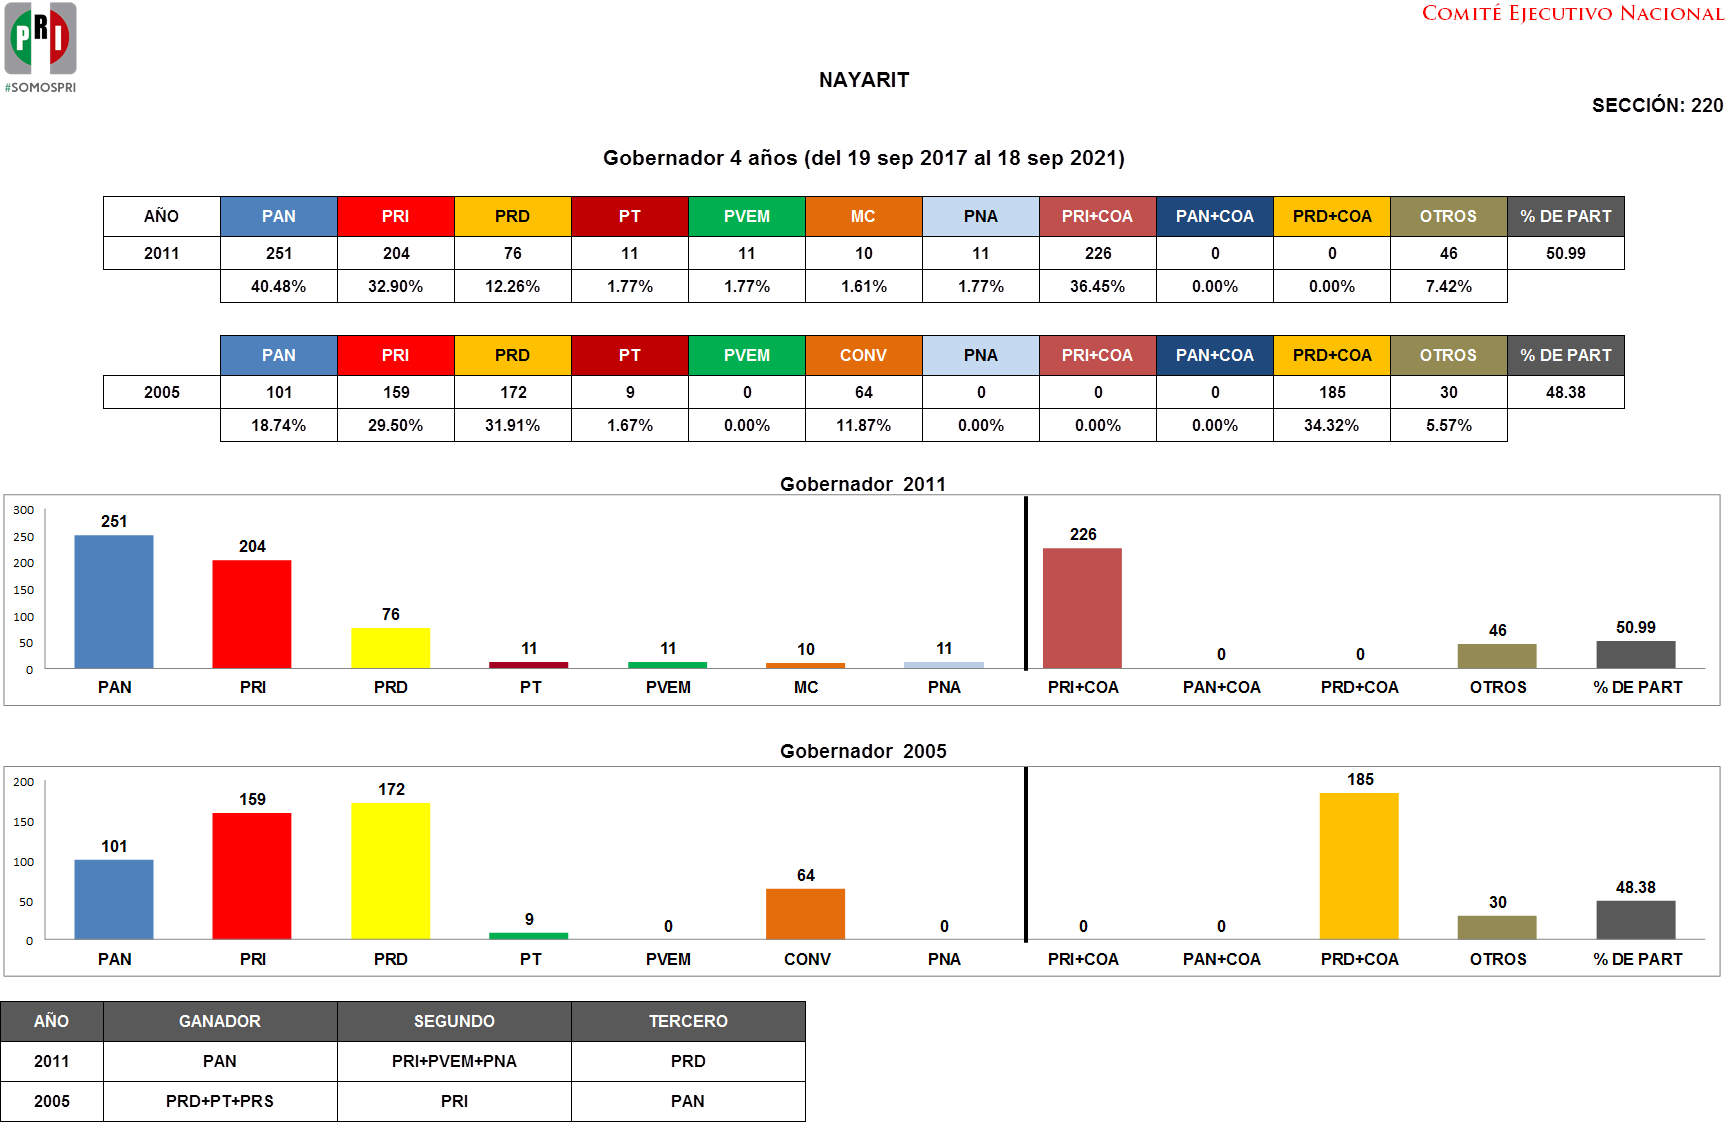 PRI
#SOMOSPRI
COMITÉ EJECUTIVO NACIONAL
NAYARIT
SECCIÓN: 220
Gobernador 4 años (del 19 sep 2017 al 18 sep 2021)
AÑO PAN PRI PRD PT PVEM MC PNA PRI+COA PAN+COA PRD+COA OTROS % DE PART
2011 251 204 76 11 11 10 11 226 0 0 46 50.99
40.48% 32.90% 12.26% 1.77% 1.77% 1.61% 1.77% 36.45% 0.00% 0.00% 7.42%
PAN PRI PRD PT PVEM CONV PNA PRI+COA PAN+COA PRD+COA OTROS % DE PART
2005 101 159 172 9 0 64 0 0 0 185 30 48.38
18.74% 29.50% 31.91% 1.67% 0.00% 11.87% 0.00% 0.00% 0.00% 34.32% 5.57%
Gobernador 2011
300
250
200
150
100
50
0
251 204 76 11 11 10 11 226 0 0 46 50.99
PAN PRI PRD PT PVEM MC PNA PRI+COA PAN+COA PRD+COA OTROS % DE PART
Gobernador 2005
200
150
100
50
0
101 159 172 9 0 64 0 0 0 185 30 48.38
PAN PRI PRD PT PVEM CONV PNA PRI+COA PAN+COA PRD+COA OTROS % DE PART
AÑO GANADOR SEGUNDO TERCERO
2011 PAN PRI+PVEM+PNA PRD
2005 PRD+PT+PRS PRI PAN